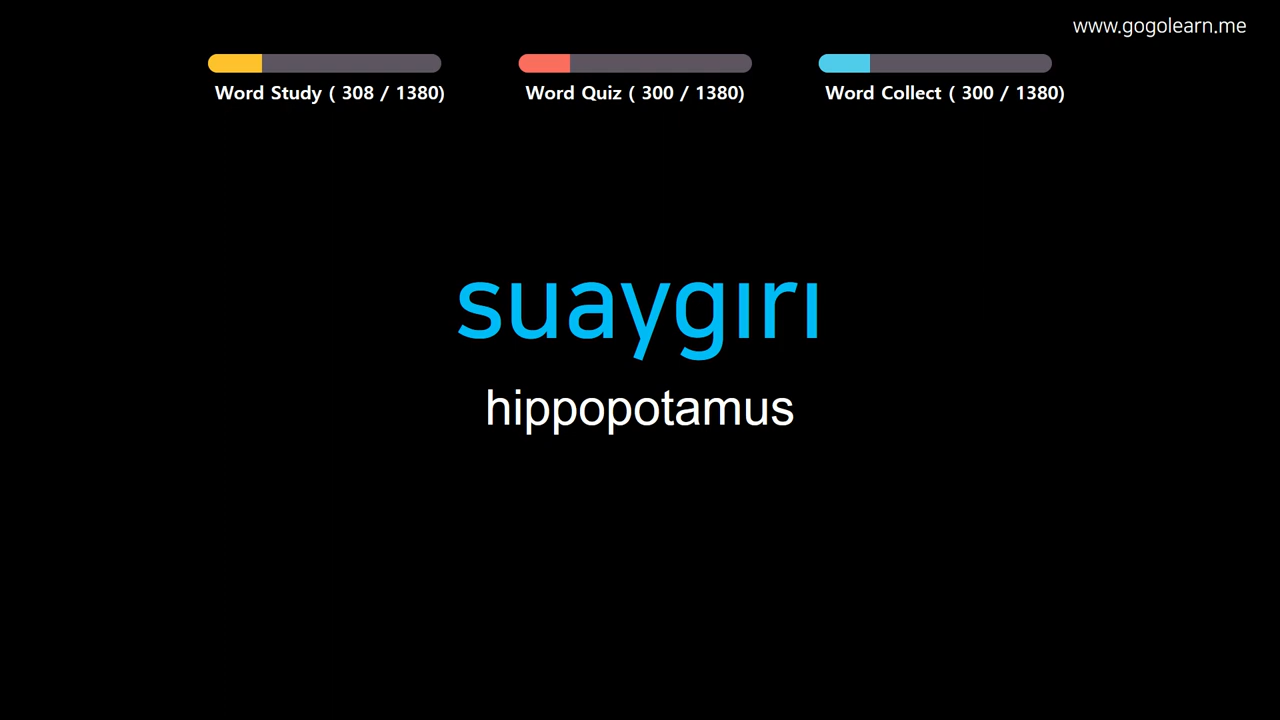 www.gogolearn.me
Word Study ( 308 / 1380)
Word Quiz ( 300 / 1380)
Word Collect ( 300 / 1380)
suaygırı
hippopotamus